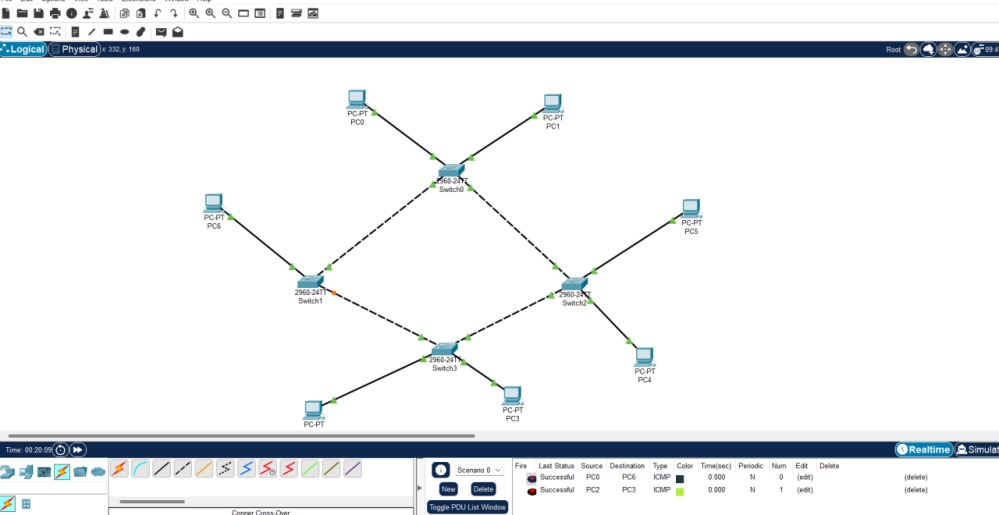 Logical
Physical x: 332, y: 160
Root
09:4
PC-PT
PC0
PC-PT
PC1
2960-24TT
Switch0
PC-PT
PC6
PC-PT
PC5
2960-24TT
Switch1
2960-24TT
Switch2
2960-24TT
Switch3
PC-PT
PC4
PC-PT
PC3
PC-PT
Time: 00:20:09
Realtime
Simulat
Scenario 0
New
Delete
Toggle PDU List Window
Fire Last Status Source Destination Type Color Time(sec) Periodic Num Edit Delete
Successful PC0 PC6 ICMP 0.000 N 0 (edit) (delete)
Successful PC2 PC3 ICMP 0.000 N 1 (edit) (delete)
Copper Cross-Over